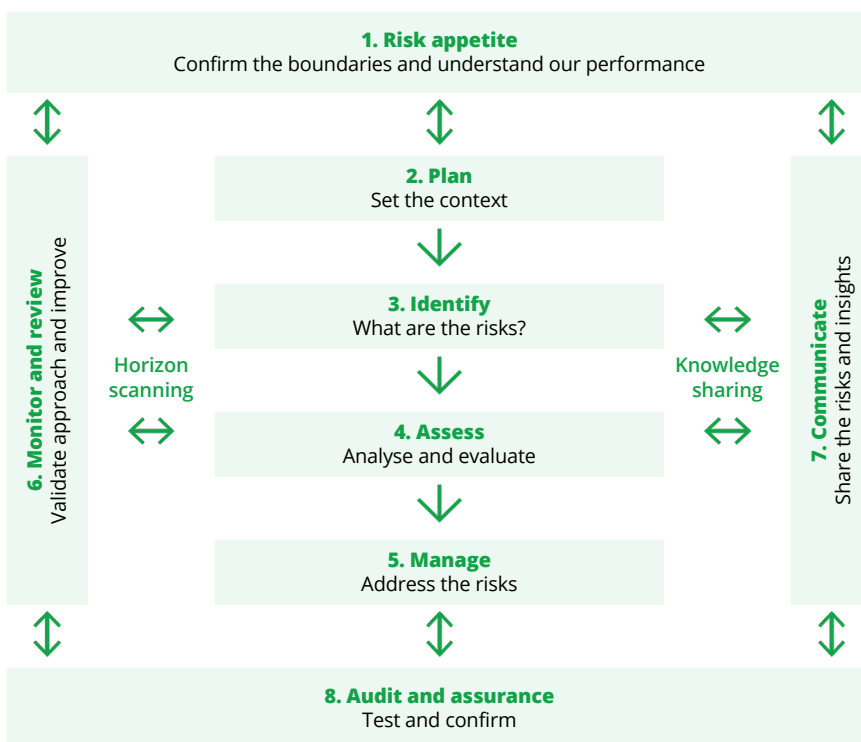 1. Risk appetite
Confirm the boundaries and understand our performance
2. Plan
Set the context
3. Identify
What are the risks?
4. Assess
Analyse and evaluate
5. Manage
Address the risks
6. Monitor and review
Validate approach and improve
Horizon
scanning
Knowledge
sharing
7. Communicate
Share the risks and insights
8. Audit and assurance
Test and confirm